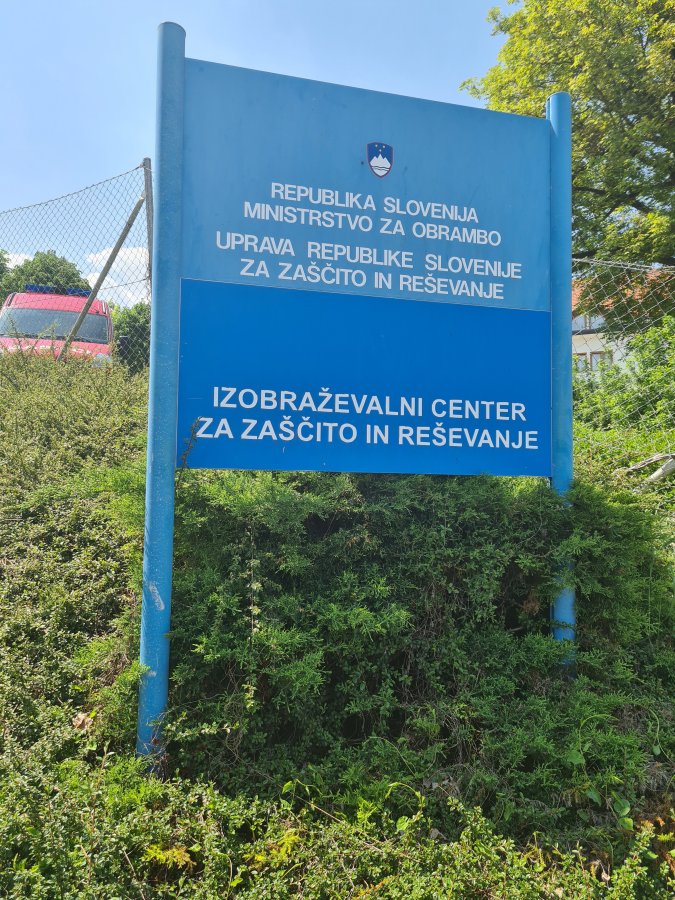 REPUBLIKA SLOVENIJA
MINISTRSTVO ZA OBRAMBO
UPRAVA REPUBLIKE SLOVENIJE
ZA ZAŠČITO IN REŠEVANJE
IZOBRAŽEVALNI CENTER
ZA ZAŠČITO IN REŠEVANJE